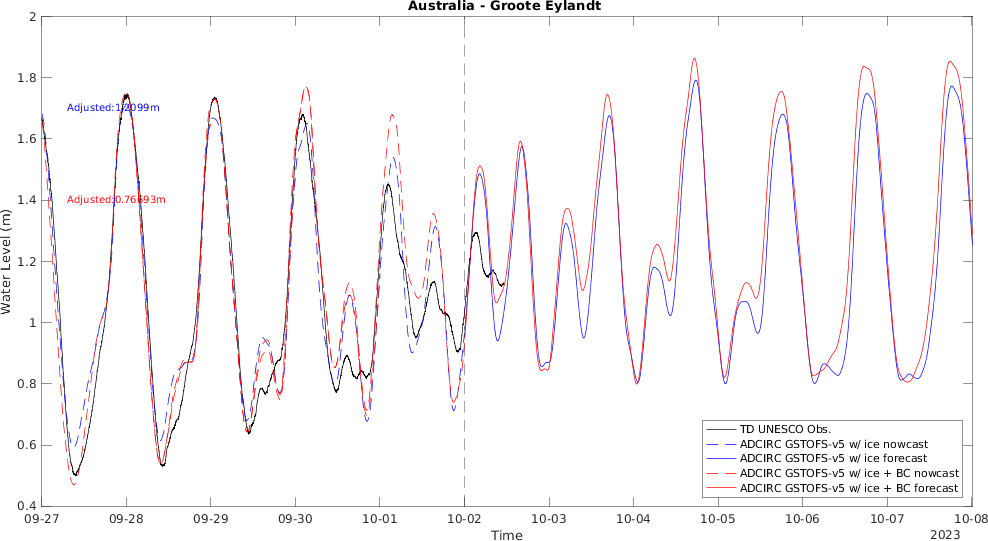 Australia - Groote Eylandt
2
1.8
1.6
1.4
1.2
1
0.8
0.6
0.4
Water Level (m)
Adjusted:1.2099m
Adjusted:0.76693m
TD UNESCO Obs.
ADCIRC GSTOFS-v5 w/ ice nowcast
ADCIRC GSTOFS-v5 w/ ice forecast
ADCIRC GSTOFS-v5 w/ ice + BC nowcast
ADCIRC GSTOFS-v5 w/ ice + BC forecast
09-27 09-28 09-29 09-30 10-01 10-02 10-03 10-04 10-05 10-06 10-07 10-08
Time
2023